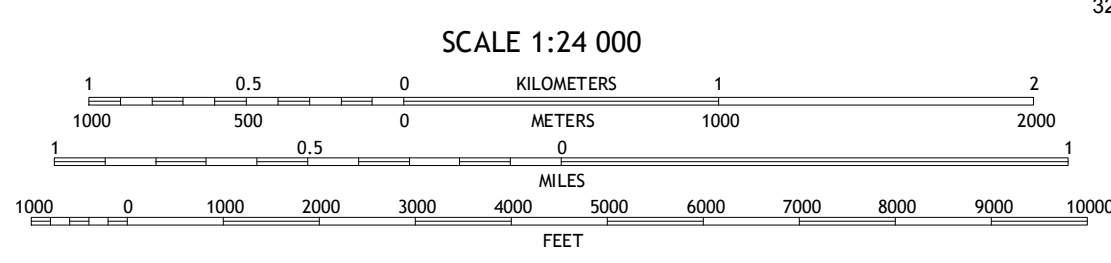 32
SCALE 1:24 000
1 0.5 0 KILOMETERS 1 2
1000 500 0 METERS 1000 2000
1 0.5 0 1
MILES
1000 0 1000 2000 3000 4000 5000 6000 7000 8000 9000 10000
FEET